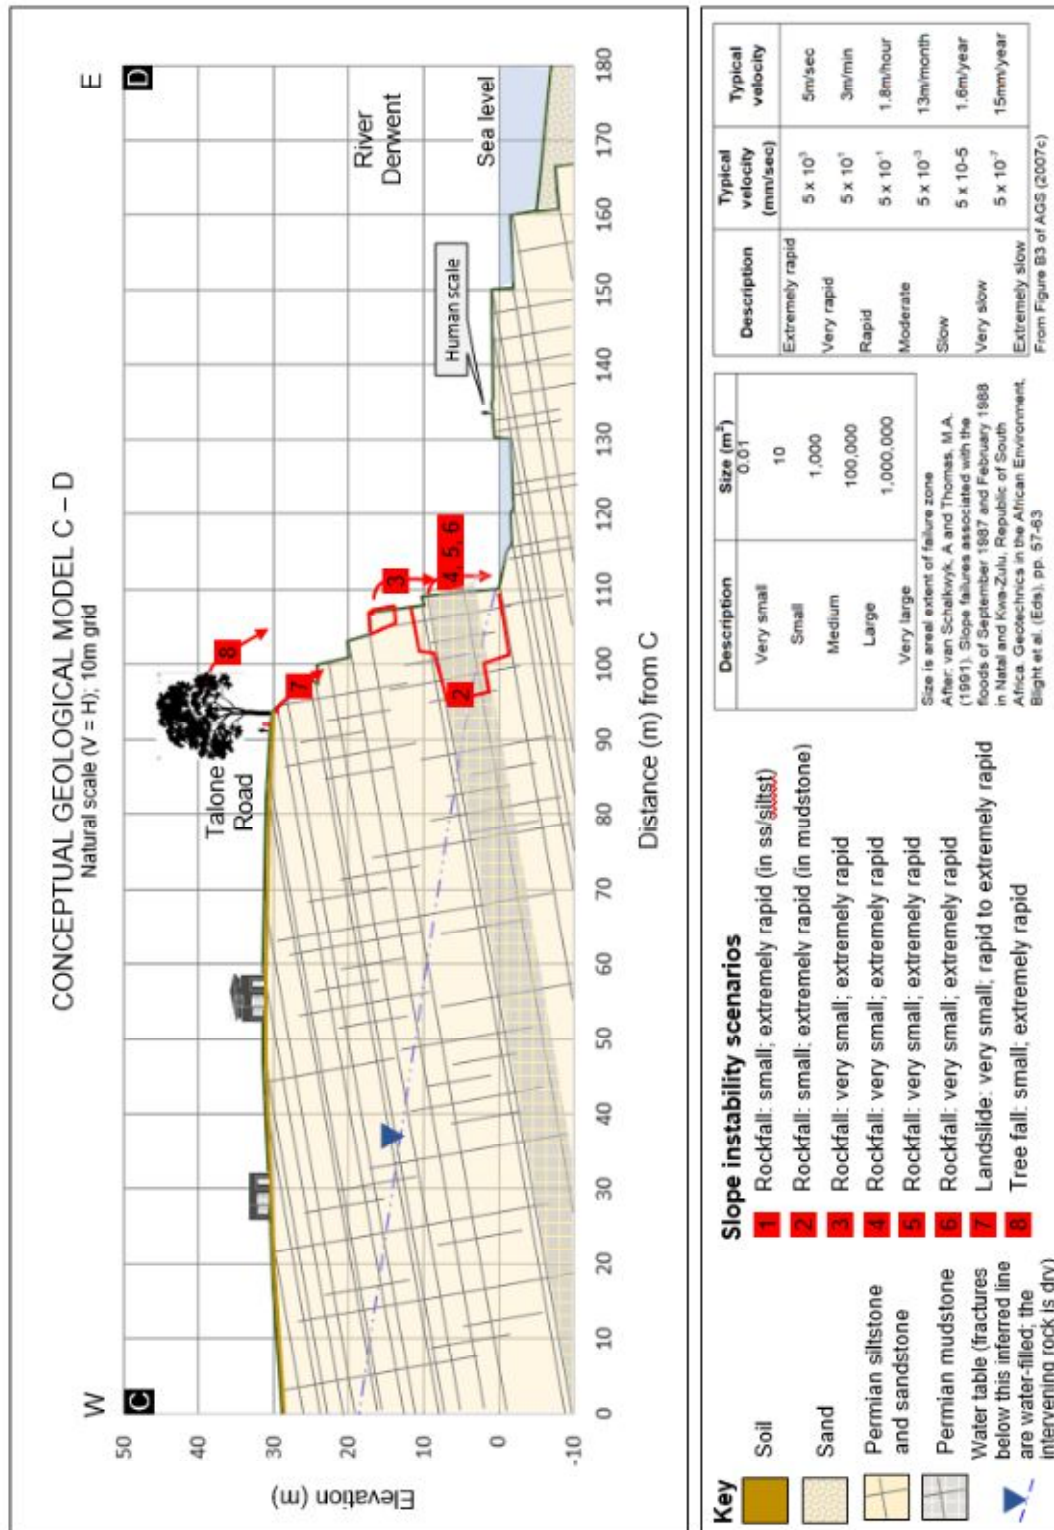 CONCEPTUAL GEOLOGICAL MODEL C – D
Natural scale (V = H); 10m grid
W
E
C
D
Elevation (m)
50
40
30
20
10
0
-10
Talone
Road
8
7
3
4, 5, 6
2
Human scale
River
Derwent
Sea level
0
10
20
30
40
50
60
70
80
90
100
110
120
130
140
150
160
170
180
Distance (m) from C
Key
Soil
Sand
Permian siltstone
and sandstone
Permian mudstone
Water table (fractures
below this inferred line
are water-filled; the
intervening rock is dry)
Slope instability scenarios
1 Rockfall: small; extremely rapid (in ss/siltst)
2 Rockfall: small; extremely rapid (in mudstone)
3 Rockfall: very small; extremely rapid
4 Rockfall: very small; extremely rapid
5 Rockfall: very small; extremely rapid
6 Rockfall: very small; extremely rapid
7 Landslide: very small; rapid to extremely rapid
8 Tree fall: small; extremely rapid
Description Size (m²)
Very small
0.01
Small
10
Medium
1,000
Large
100,000
Very large
1,000,000
Size is areal extent of failure zone
After: van Schalkwyk, A and Thomas, M.A.
(1991). Slope failures associated with the
floods of September 1987 and February 1988
in Natal and Kwa-Zulu, Republic of South
Africa. Geotechnics in the African Environment,
Blight et al. (Eds), pp. 57-63
Description Typical velocity (mm/sec) Typical velocity
Extremely rapid
5 x 10³ 5m/sec
Very rapid
5 x 10¹ 3m/min
Rapid
5 x 10⁻¹ 1.8m/hour
Moderate
5 x 10⁻³ 13m/month
Slow
5 x 10-5 1.6m/year
Very slow
5 x 10⁻⁷ 15mm/year
Extremely slow
From Figure B3 of AGS (2007c)